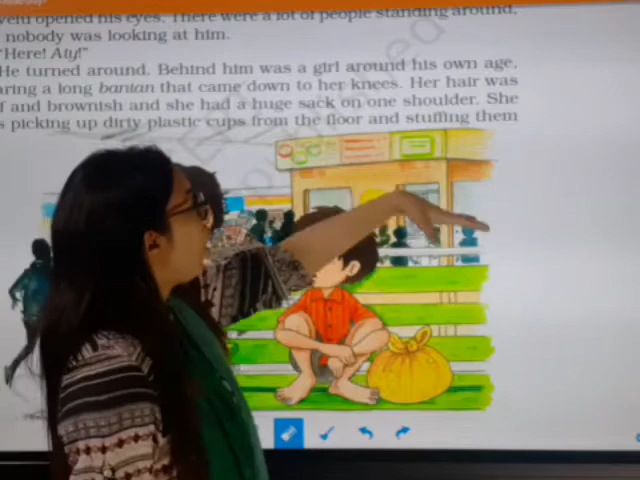 opened his eyes. There were a lot of people standing around,
nobody was looking at him.
"Here! Aiy!"
He turned around. Behind him was a girl around his own age,
a long banian that came down to her knees. Her hair was
and brownish and she had a huge sack on one shoulder. She
picking up dirty plastic cups from the floor and stuffing them